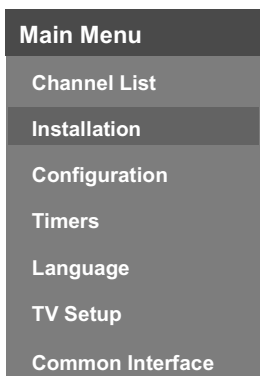 Main Menu
Channel List
Installation
Configuration
Timers
Language
TV Setup
Common Interface